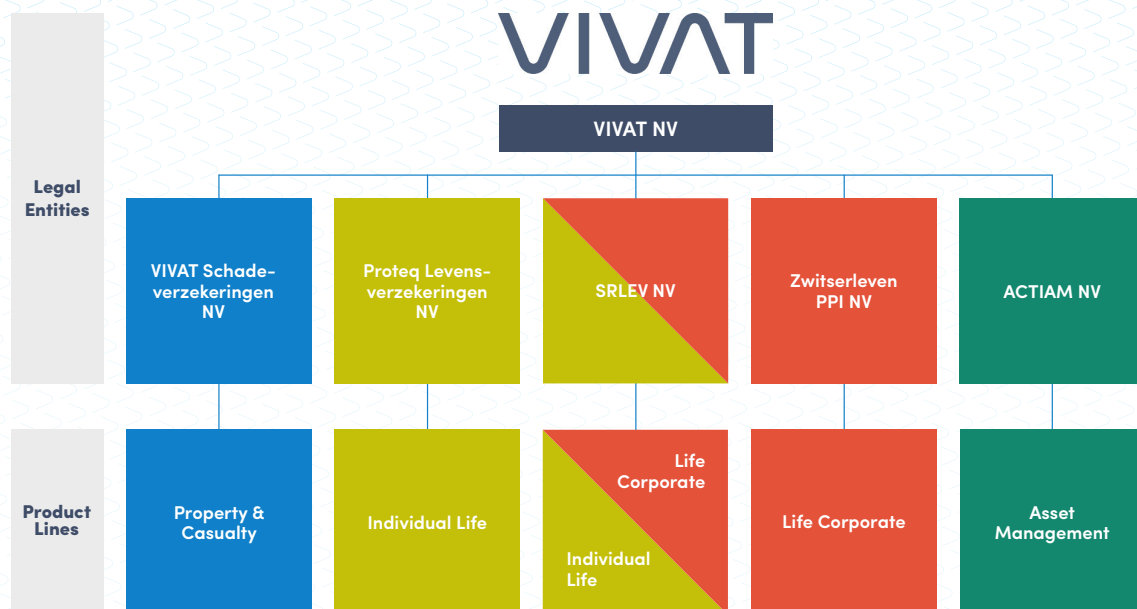 VIVAT
VIVAT NV
Legal
Entities
VIVAT Schade-
verzekeringen
NV
Proteq Levens-
verzekeringen
NV
SRLEV NV
Zwitserleven
PPI NV
ACTIAM NV
Product
Lines
Property &
Casualty
Individual Life
Life
Corporate
Individual
Life
Life Corporate
Asset
Management